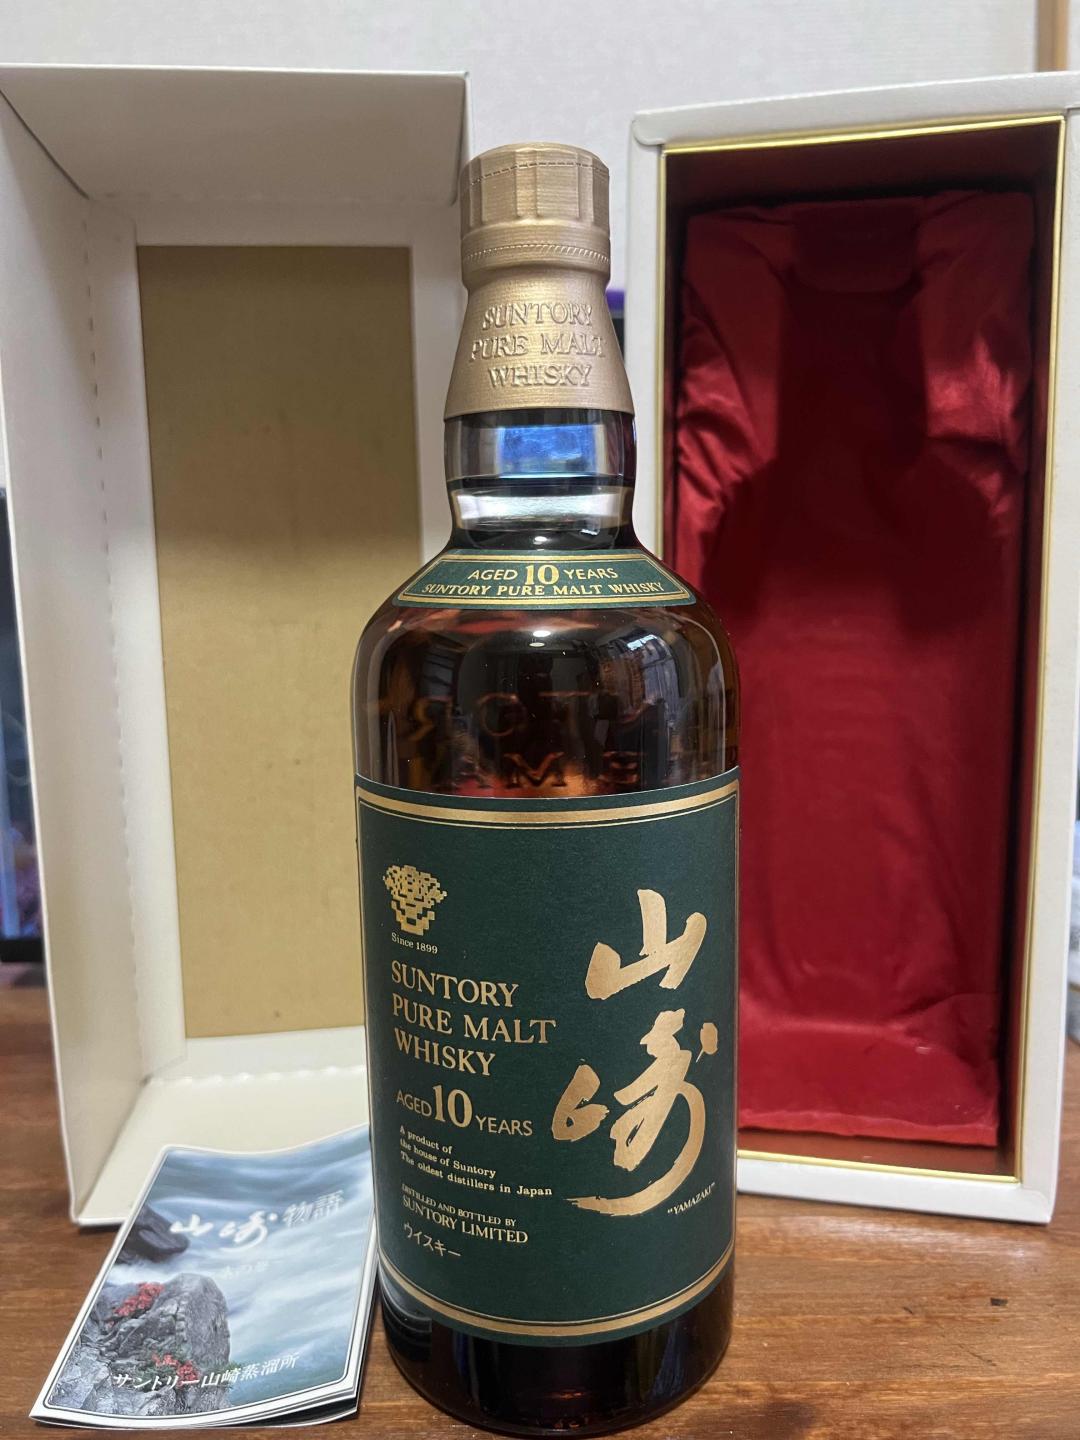 SUNTORY
PURE MALT
WHISKY
AGED 10 YEARS
SUNTORY PURE MALT WHISKY
Since 1899
SUNTORY
PURE MALT
WHISKY
AGED 10 YEARS
A product of
the house of Suntory
The oldest distillers in Japan
DISTILLED AND BOTTLED BY
SUNTORY LIMITED
ウイスキー
山崎
"YAMAZAKI"
山崎物語
サントリー山崎蒸溜所